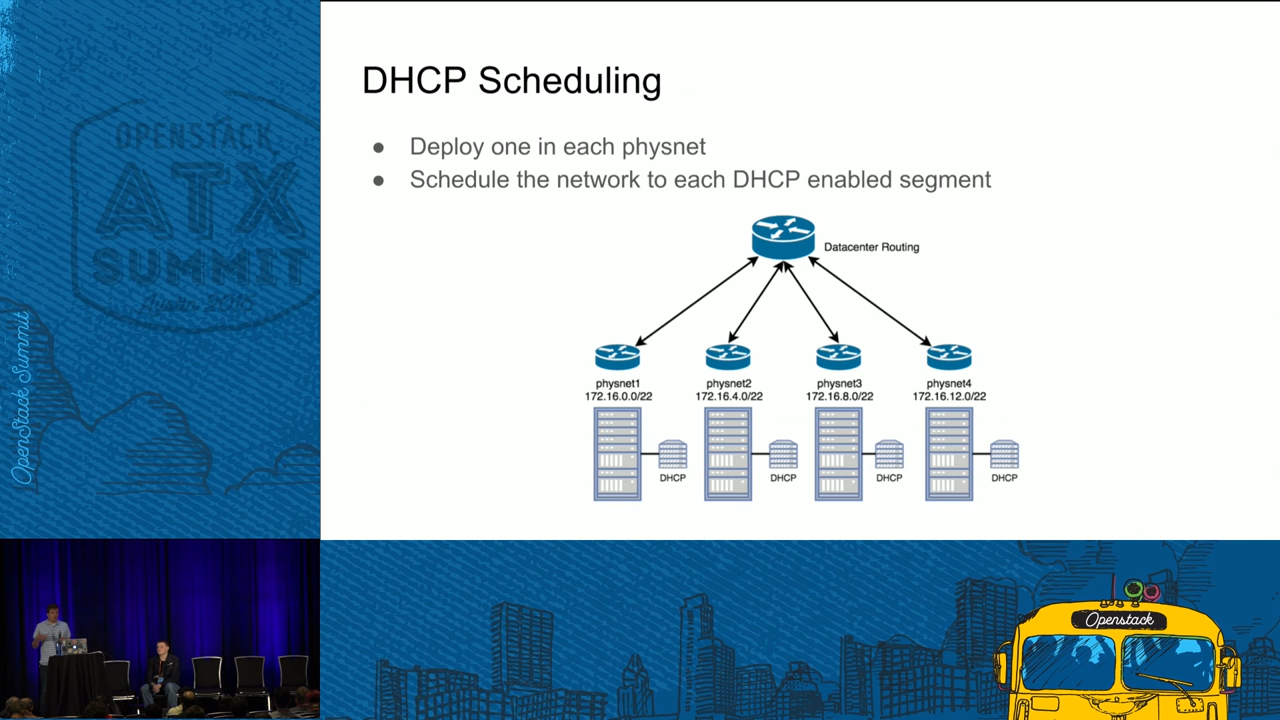 DHCP Scheduling
● Deploy one in each physnet
● Schedule the network to each DHCP enabled segment
Datacenter Routing
physnet1
172.16.0.0/22
physnet2
172.16.4.0/22
physnet3
172.16.8.0/22
physnet4
172.16.12.0/22
DHCP
DHCP
DHCP
DHCP
OPENSTACK
ATX
SUMMIT
Austin 2016
OpenStack Summit
Openstack